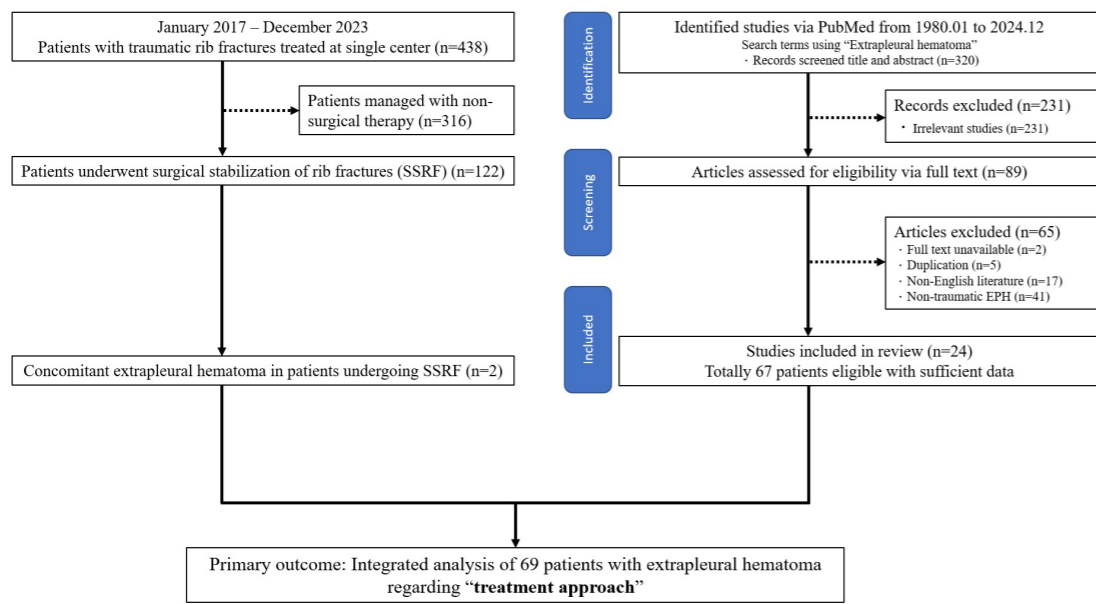 January 2017 – December 2023
Patients with traumatic rib fractures treated at single center (n=438)
Patients managed with non-
surgical therapy (n=316)
Patients underwent surgical stabilization of rib fractures (SSRF) (n=122)
Concomitant extrapleural hematoma in patients undergoing SSRF (n=2)
Identification
Identified studies via PubMed from 1980.01 to 2024.12
Search terms using “Extrapleural hematoma”
· Records screened title and abstract (n=320)
Records excluded (n=231)
· Irrelevant studies (n=231)
Screening
Articles assessed for eligibility via full text (n=89)
Articles excluded (n=65)
· Full text unavailable (n=2)
· Duplication (n=5)
· Non-English literature (n=17)
· Non-traumatic EPH (n=41)
Included
Studies included in review (n=24)
Totally 67 patients eligible with sufficient data
Primary outcome: Integrated analysis of 69 patients with extrapleural hematoma
regarding “treatment approach”